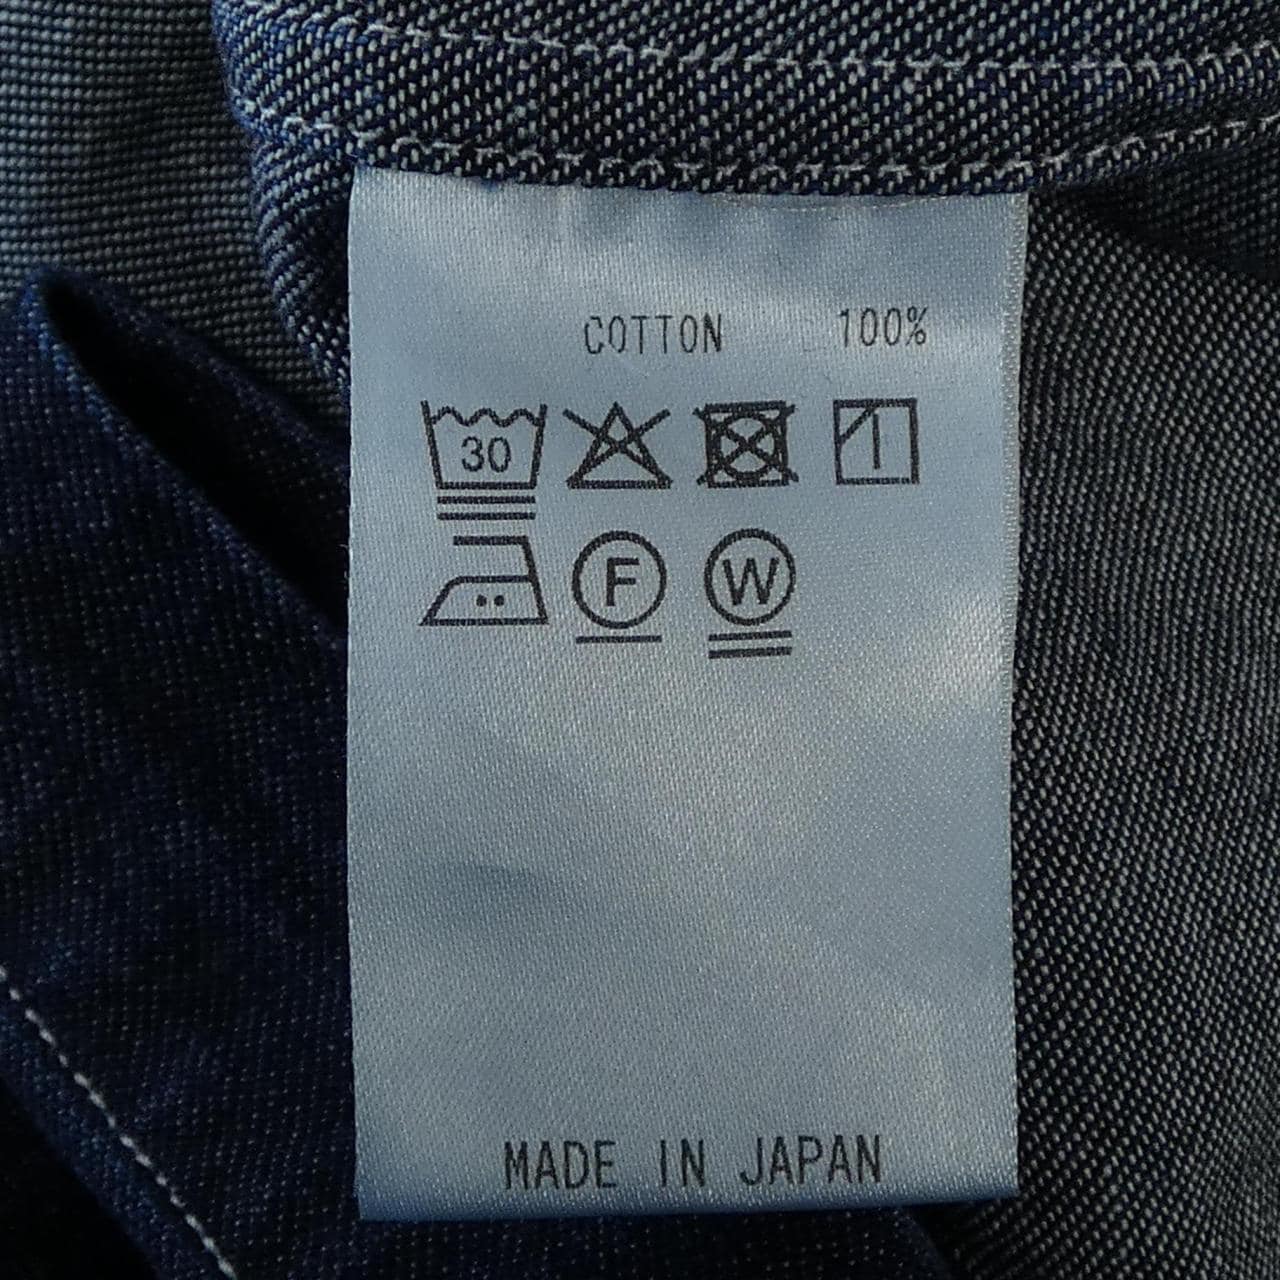 COTTON 100%
30
F W
MADE IN JAPAN